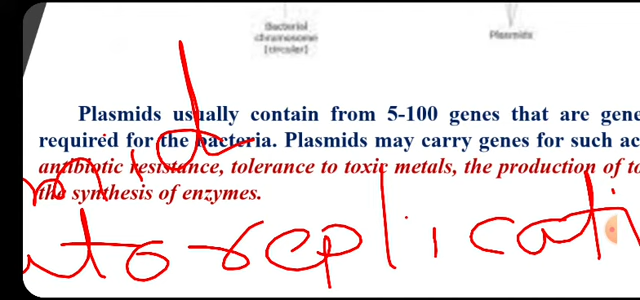 Bacterial
chromosome
(circular)
Plasmids
Plasmids usually contain from 5-100 genes that are gene
required for the bacteria. Plasmids may carry genes for such ac
antibiotic resistance, tolerance to toxic metals, the production of to
the synthesis of enzymes.
uto replicati